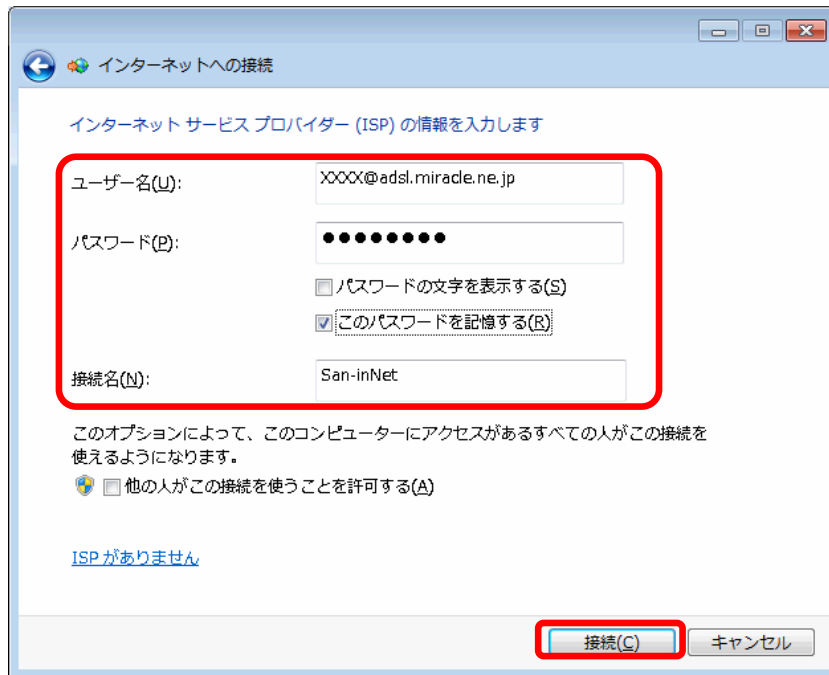 インターネットへの接続
インターネット サービス プロバイダー (ISP) の情報を入力します
ユーザー名(U):
XXXX@adsl.miracle.ne.jp
パスワード(P):
●●●●●●●●
パスワードの文字を表示する(S)
このパスワードを記憶する(R)
接続名(N):
San-inNet
このオプションによって、このコンピューターにアクセスがあるすべての人がこの接続を
使えるようになります。
他の人がこの接続を使うことを許可する(A)
ISP がありません
接続(C)
キャンセル